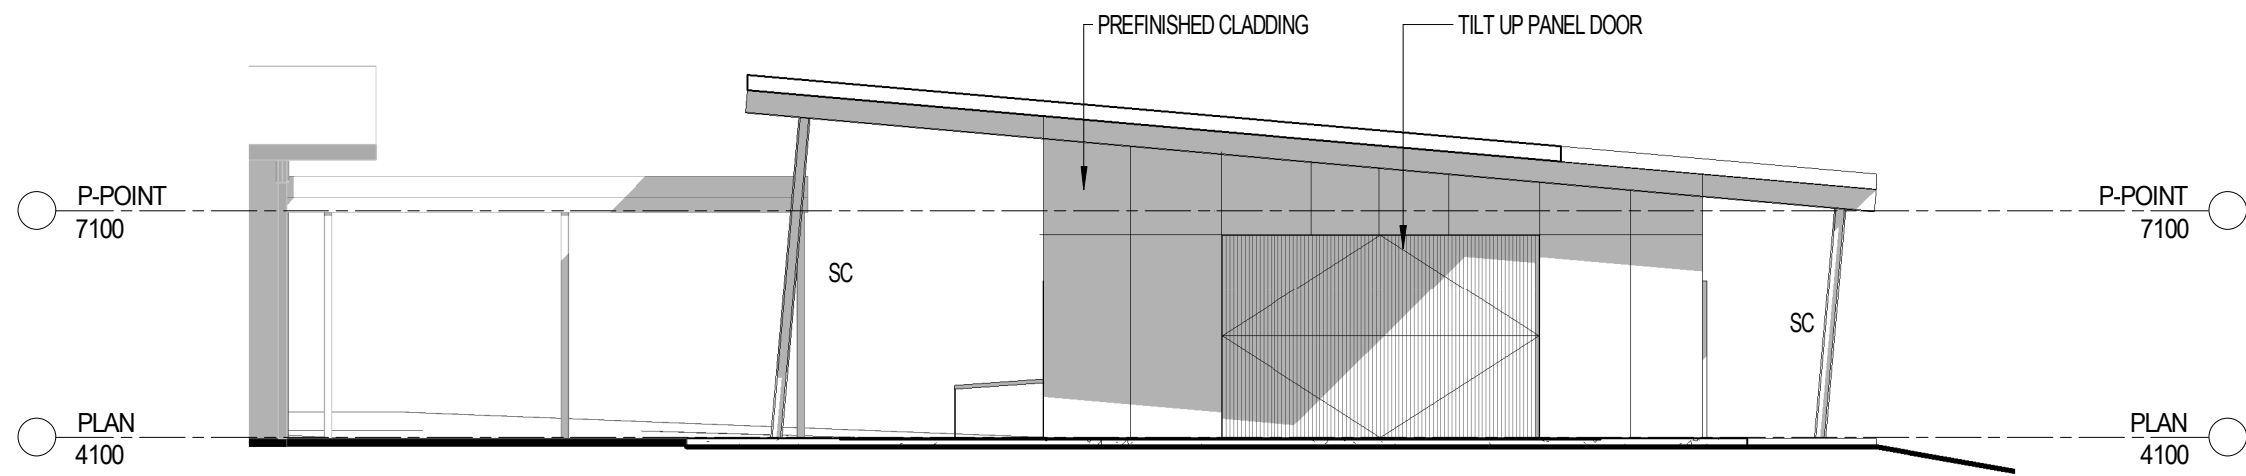 PREFINISHED CLADDING
TILT UP PANEL DOOR
P-POINT
7100
P-POINT
7100
SC
SC
PLAN
4100
PLAN
4100